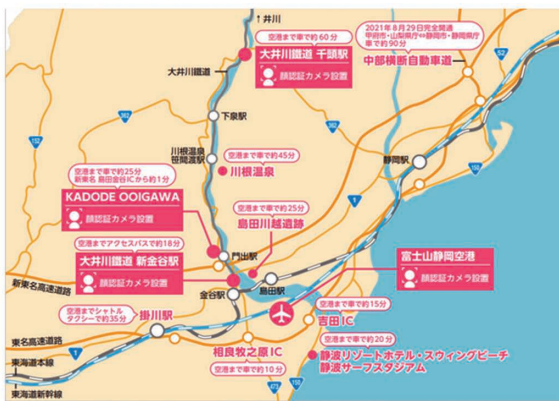 ↑井川
空港まで車で約60分
大井川鐵道 千頭駅
顔認証カメラ設置
2021年8月29日完全開通
甲府市・山梨県庁⇔静岡市・静岡県庁
車で約90分
中部横断自動車道
52
大井川鐵道
362
下泉駅
152
362
川根温泉
笹間渡駅
空港まで車で約45分
川根温泉
静岡駅
150
1
空港まで車で約25分
新東名 島田金谷ICから約1分
KADODE OOIGAWA
顔認証カメラ設置
空港まで車で約25分
島田川越遺跡
空港までアクセスバスで約18分
大井川鐵道 新金谷駅
顔認証カメラ設置
門出駅
富士山静岡空港
顔認証カメラ設置
新東名高速道路
金谷駅
島田駅
空港までシャトル
タクシーで約35分
掛川駅
空港まで車で約15分
吉田IC
東名高速道路
1
相良牧之原IC
空港まで車で約10分
空港まで車で約20分
静波リゾートホテル・スウィングビーチ
静波サーフスタジアム
東海道本線
東海道新幹線
473
150